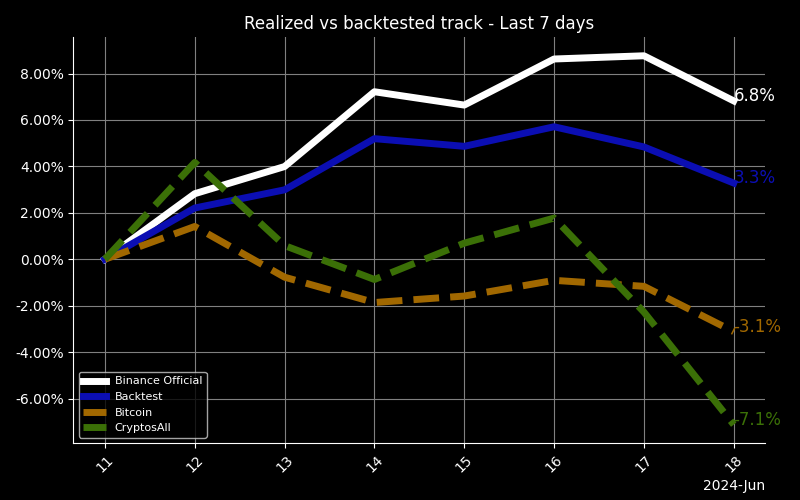 Realized vs backtested track - Last 7 days
8.00%
6.00%
4.00%
2.00%
0.00%
-2.00%
-4.00%
-6.00%
6.8%
3.3%
-3.1%
-7.1%
Binance Official
Backtest
Bitcoin
CryptosAll
11 12 13 14 15 16 17 18
2024-Jun